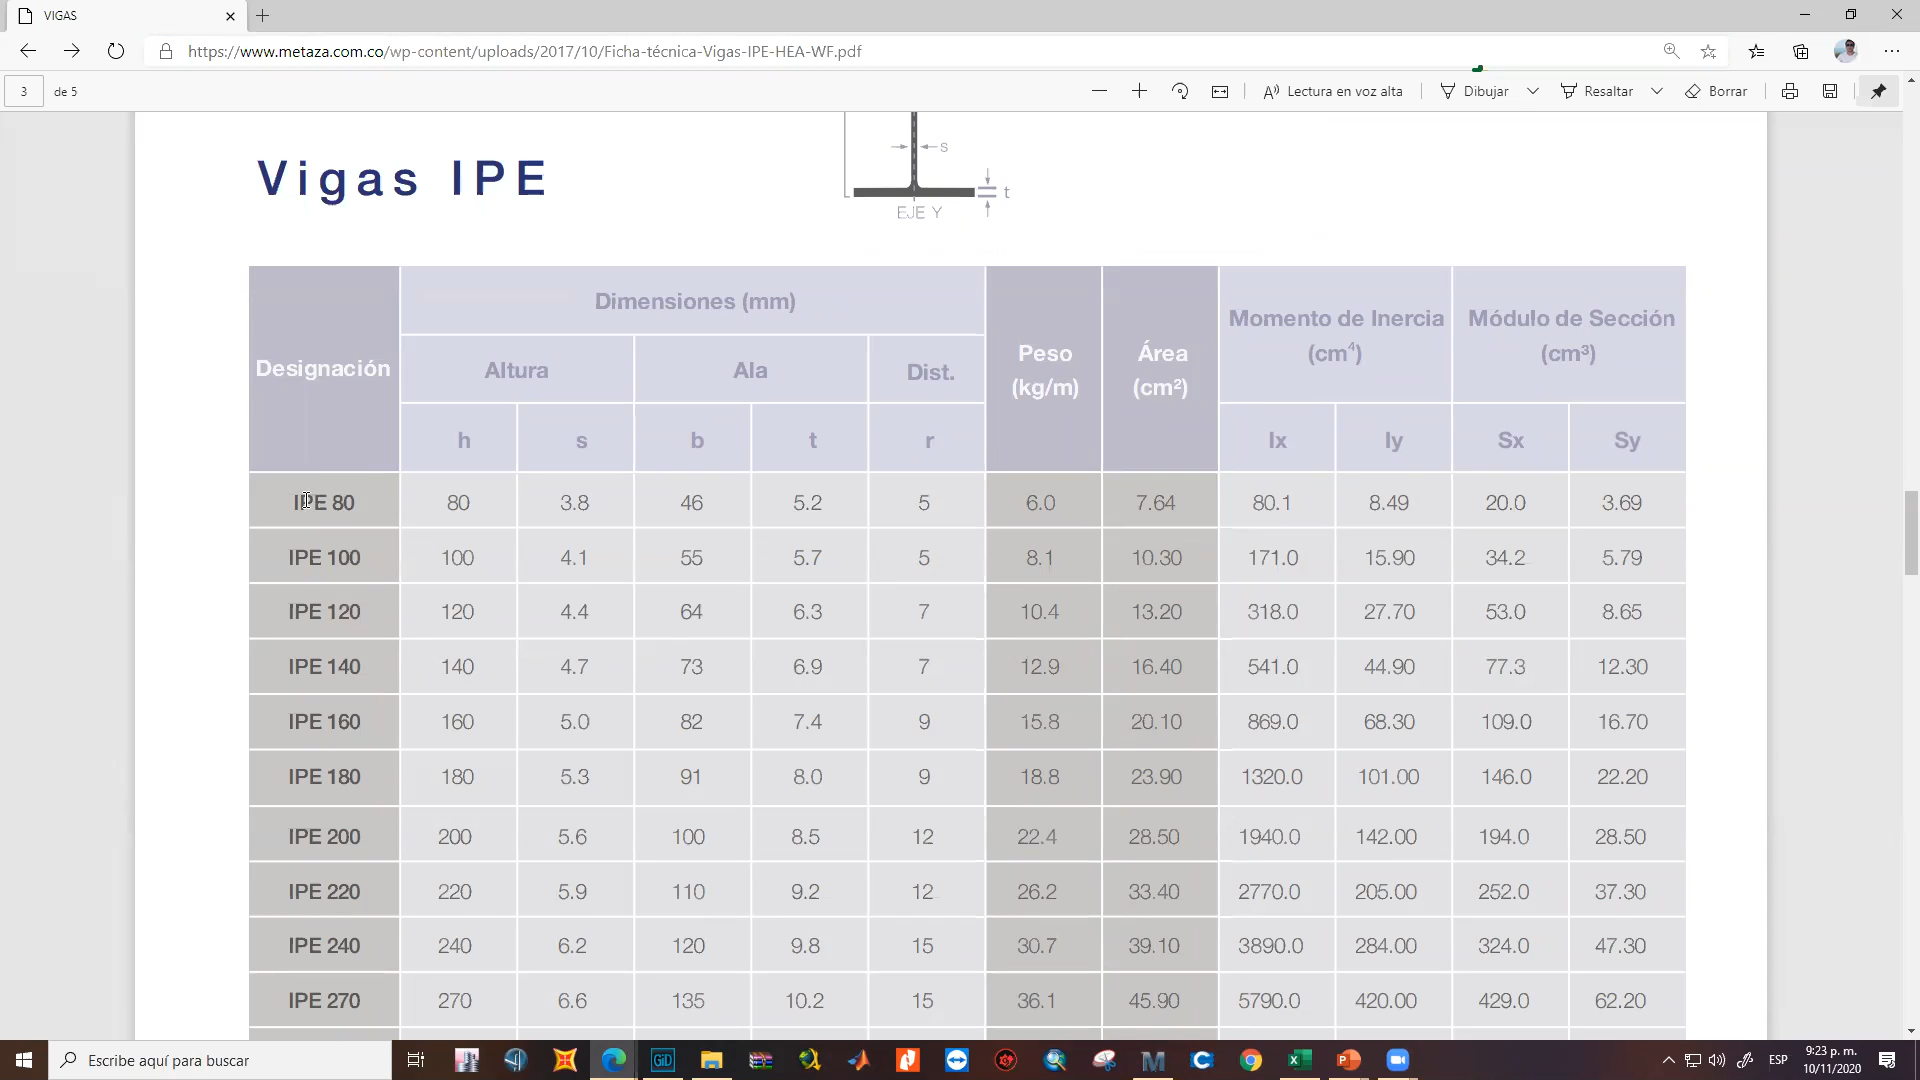 VIGAS
https://www.metaza.com.co/wp-content/uploads/2017/10/Ficha-técnica-Vigas-IPE-HEA-WF.pdf
3 de 5 Lectura en voz alta Dibujar Resaltar Borrar
Vigas IPE
s
t
EJE Y
Designación Dimensiones (mm) Peso (kg/m) Área (cm²) Momento de Inercia (cm⁴) Módulo de Sección (cm³)
Altura Ala Dist.
h s b t r Ix Iy Sx Sy
IPE 80 80 3.8 46 5.2 5 6.0 7.64 80.1 8.49 20.0 3.69
IPE 100 100 4.1 55 5.7 5 8.1 10.30 171.0 15.90 34.2 5.79
IPE 120 120 4.4 64 6.3 7 10.4 13.20 318.0 27.70 53.0 8.65
IPE 140 140 4.7 73 6.9 7 12.9 16.40 541.0 44.90 77.3 12.30
IPE 160 160 5.0 82 7.4 9 15.8 20.10 869.0 68.30 109.0 16.70
IPE 180 180 5.3 91 8.0 9 18.8 23.90 1320.0 101.00 146.0 22.20
IPE 200 200 5.6 100 8.5 12 22.4 28.50 1940.0 142.00 194.0 28.50
IPE 220 220 5.9 110 9.2 12 26.2 33.40 2770.0 205.00 252.0 37.30
IPE 240 240 6.2 120 9.8 15 30.7 39.10 3890.0 284.00 324.0 47.30
IPE 270 270 6.6 135 10.2 15 36.1 45.90 5790.0 420.00 429.0 62.20
Escribe aquí para buscar
GiD
ESP
9:23 p. m.
10/11/2020